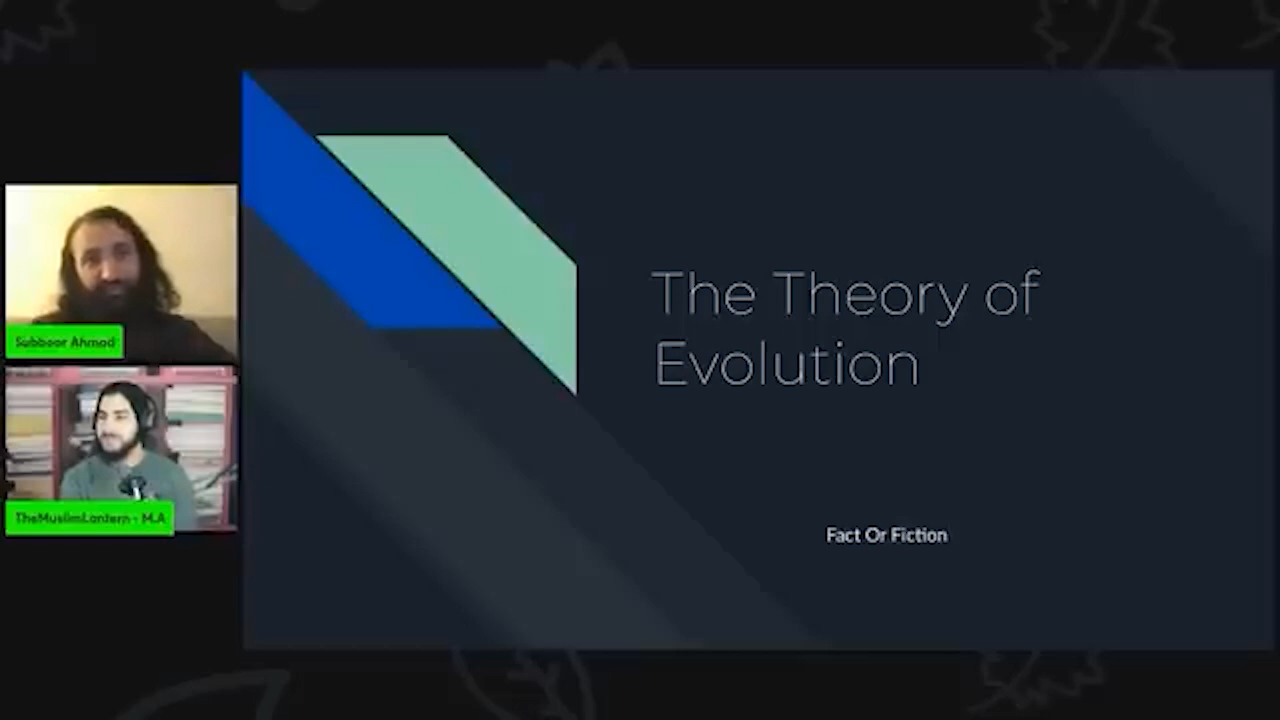 The Theory of
Evolution
Fact Or Fiction
Subboor Ahmad
TheMuslimLantern - M.A